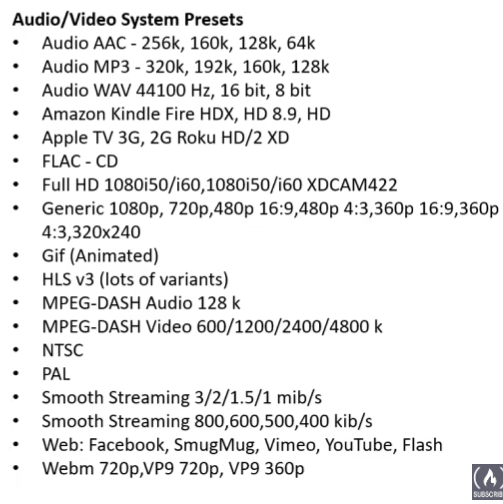 Audio/Video System Presets
• Audio AAC - 256k, 160k, 128k, 64k
• Audio MP3 - 320k, 192k, 160k, 128k
• Audio WAV 44100 Hz, 16 bit, 8 bit
• Amazon Kindle Fire HDX, HD 8.9, HD
• Apple TV 3G, 2G Roku HD/2 XD
• FLAC - CD
• Full HD 1080i50/i60,1080i50/i60 XDCAM422
• Generic 1080p, 720p,480p 16:9,480p 4:3,360p 16:9,360p
4:3,320x240
• Gif (Animated)
• HLS v3 (lots of variants)
• MPEG-DASH Audio 128 k
• MPEG-DASH Video 600/1200/2400/4800 k
• NTSC
• PAL
• Smooth Streaming 3/2/1.5/1 mib/s
• Smooth Streaming 800,600,500,400 kib/s
• Web: Facebook, SmugMug, Vimeo, YouTube, Flash
• Webm 720p,VP9 720p, VP9 360p
SUBSCRIB